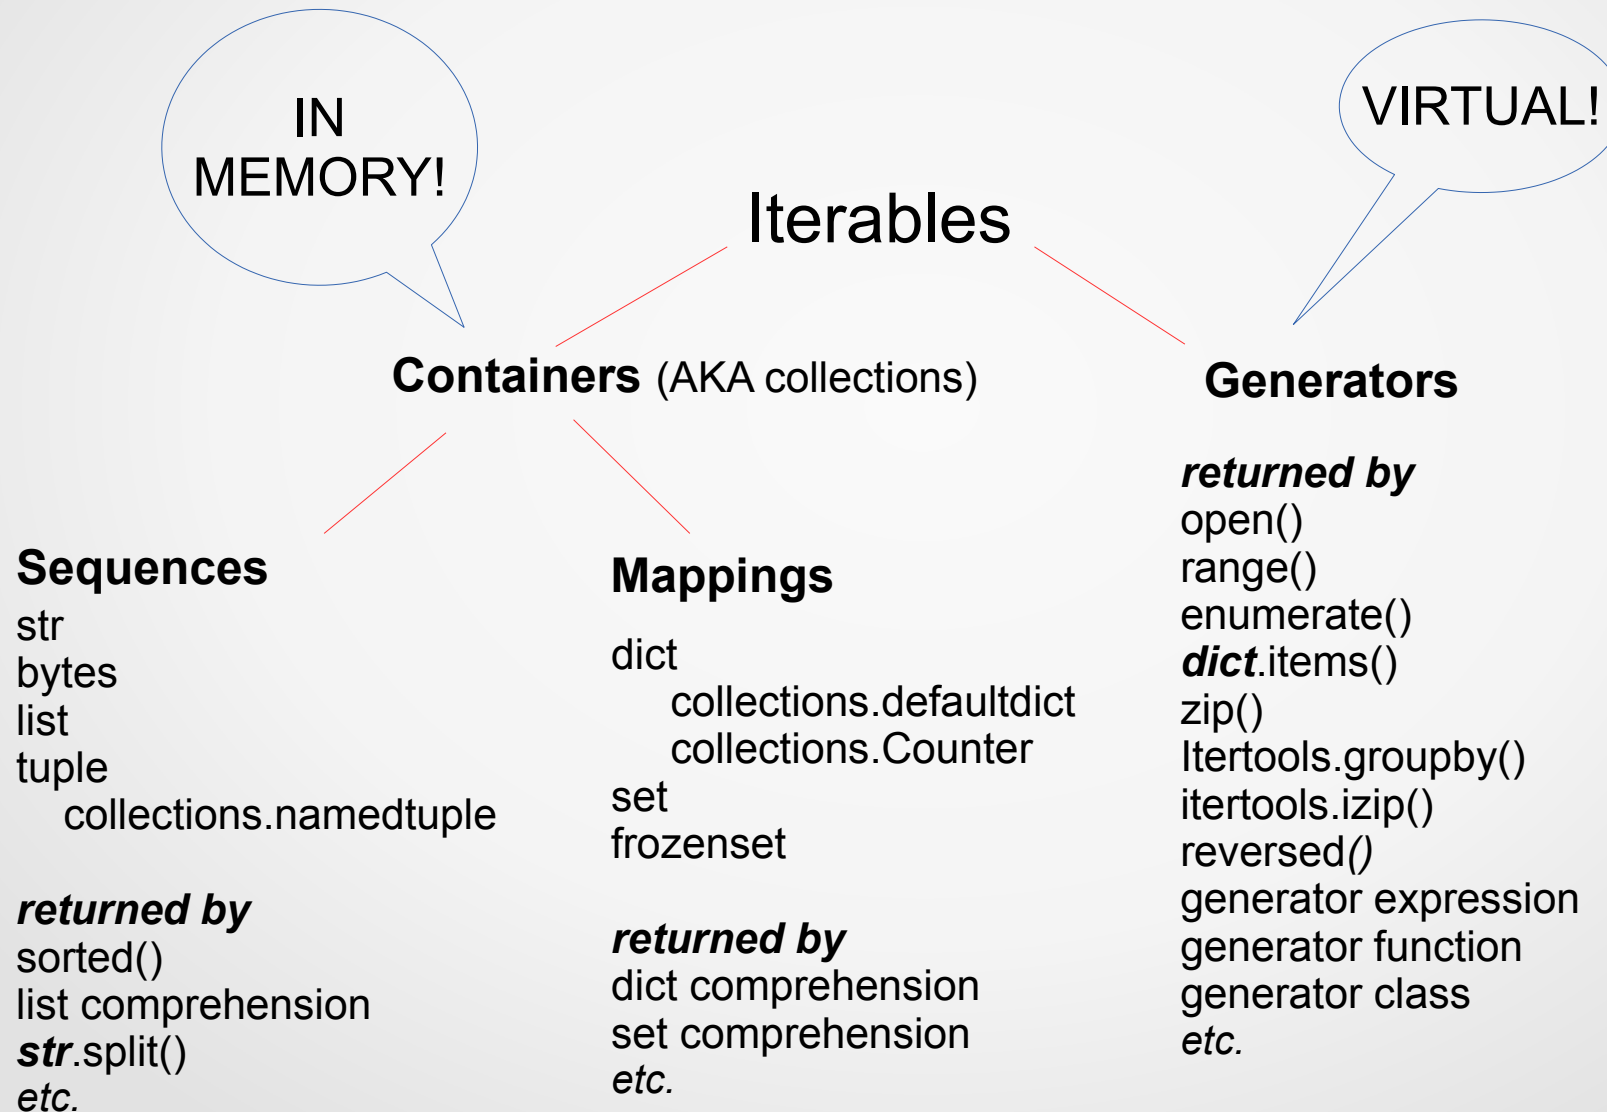 IN
MEMORY!
VIRTUAL!
Iterables
Containers (AKA collections)
Generators
Sequences
str
bytes
list
tuple
collections.namedtuple
returned by
sorted()
list comprehension
str.split()
etc.
Mappings
dict
collections.defaultdict
collections.Counter
set
frozenset
returned by
dict comprehension
set comprehension
etc.
returned by
open()
range()
enumerate()
dict.items()
zip()
Itertools.groupby()
itertools.izip()
reversed()
generator expression
generator function
generator class
etc.